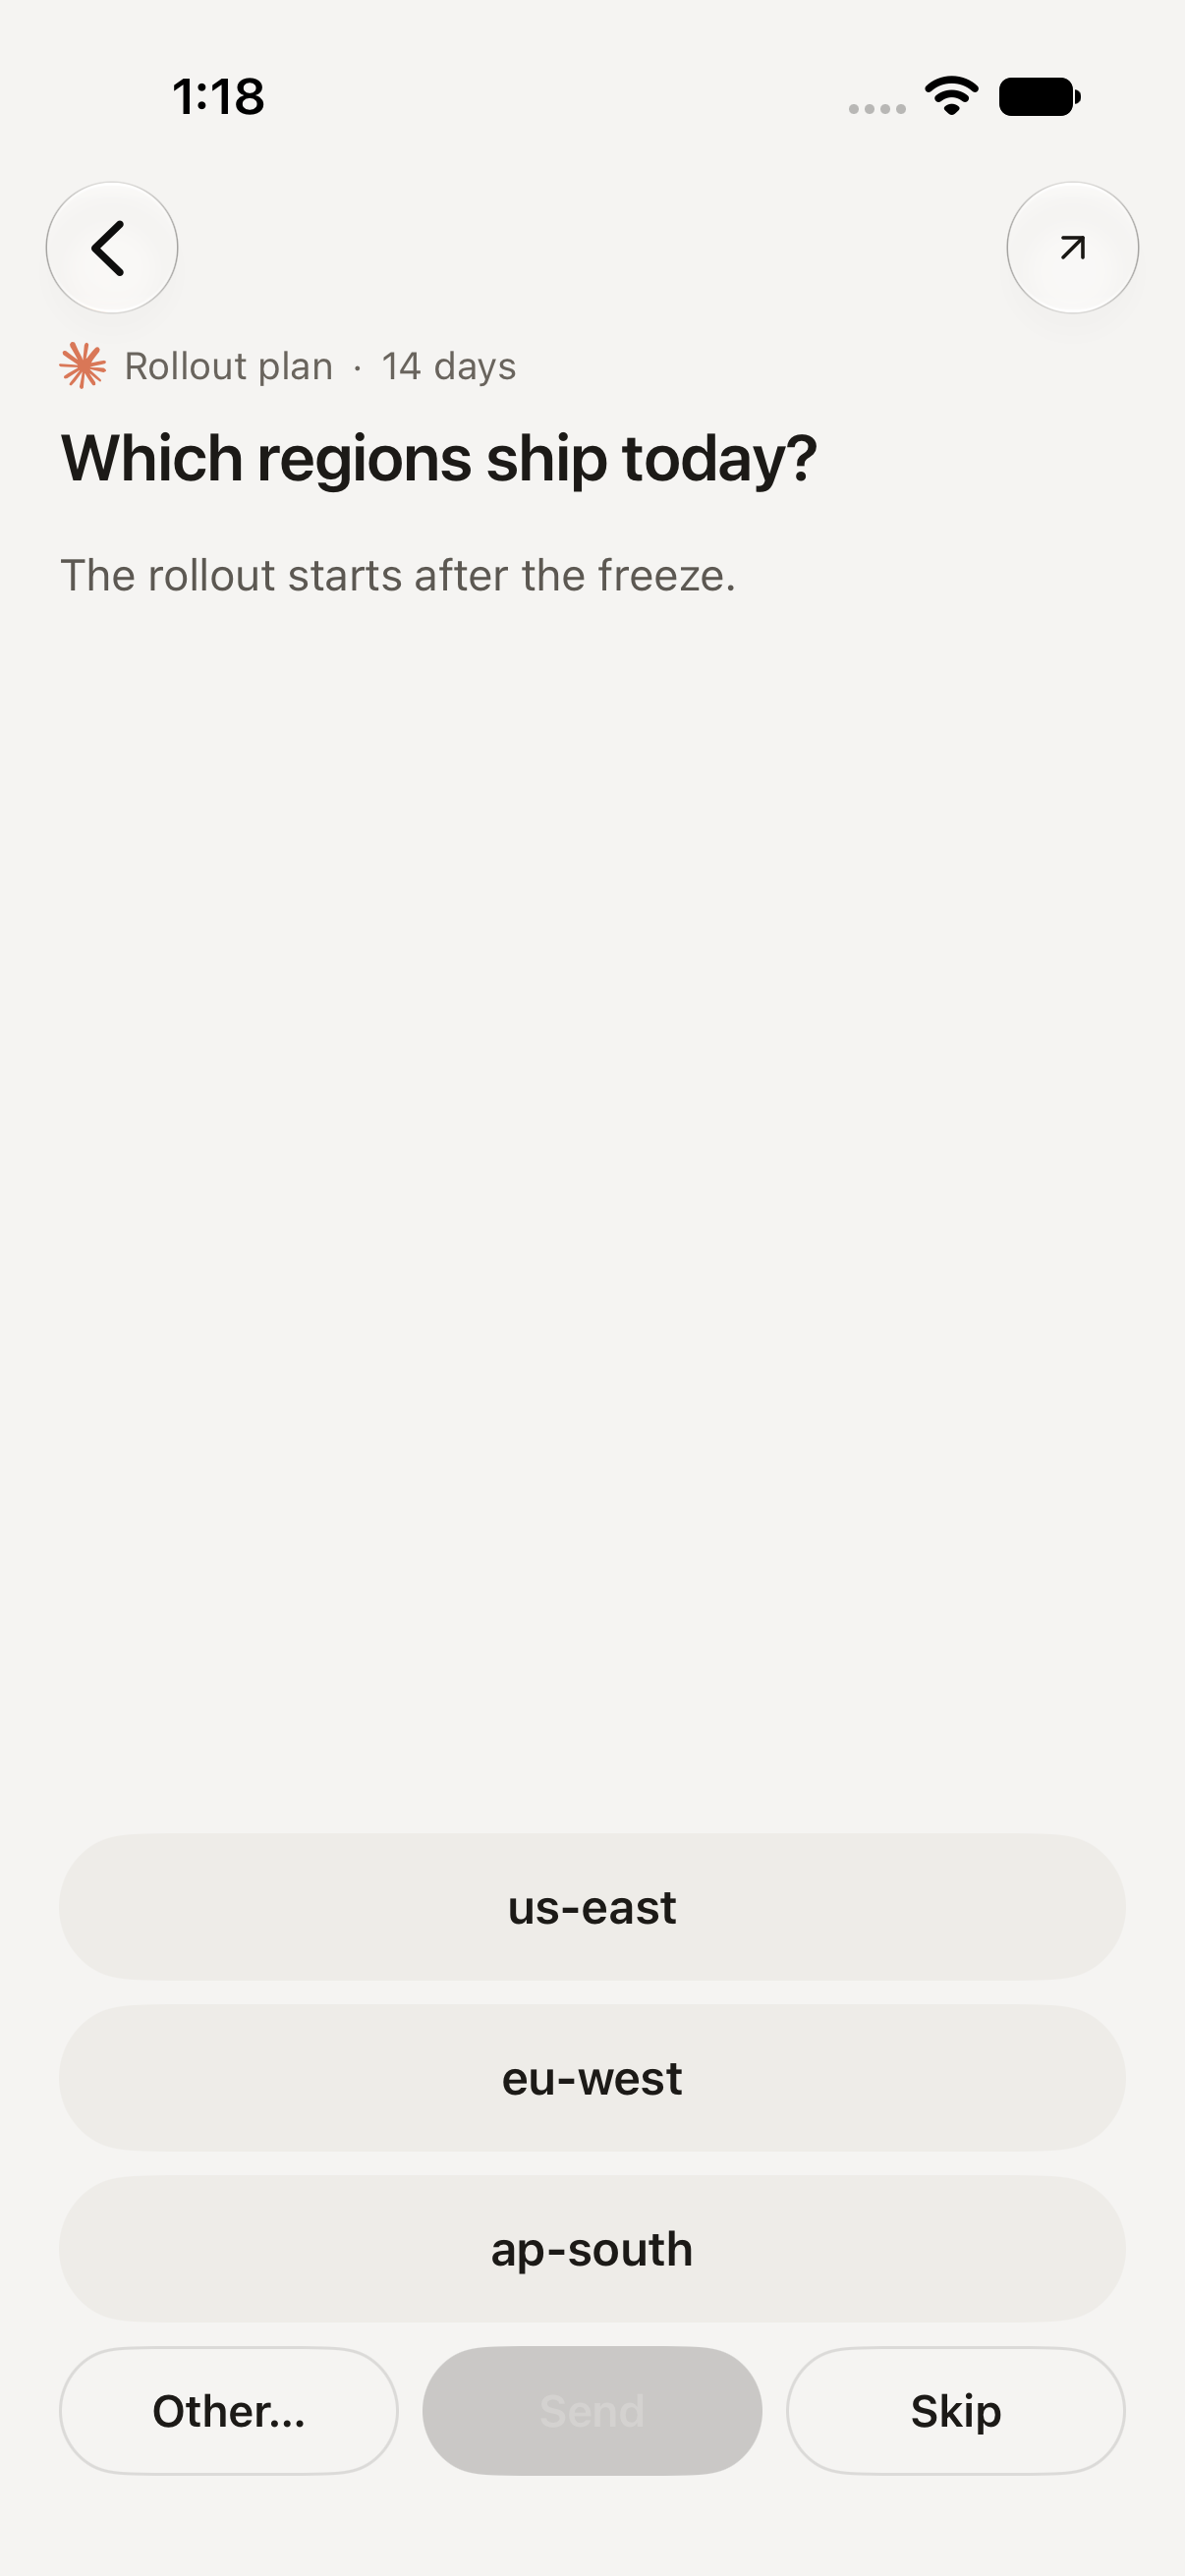 1:18
Rollout plan · 14 days
Which regions ship today?
The rollout starts after the freeze.
us-east
eu-west
ap-south
Other...
Send
Skip